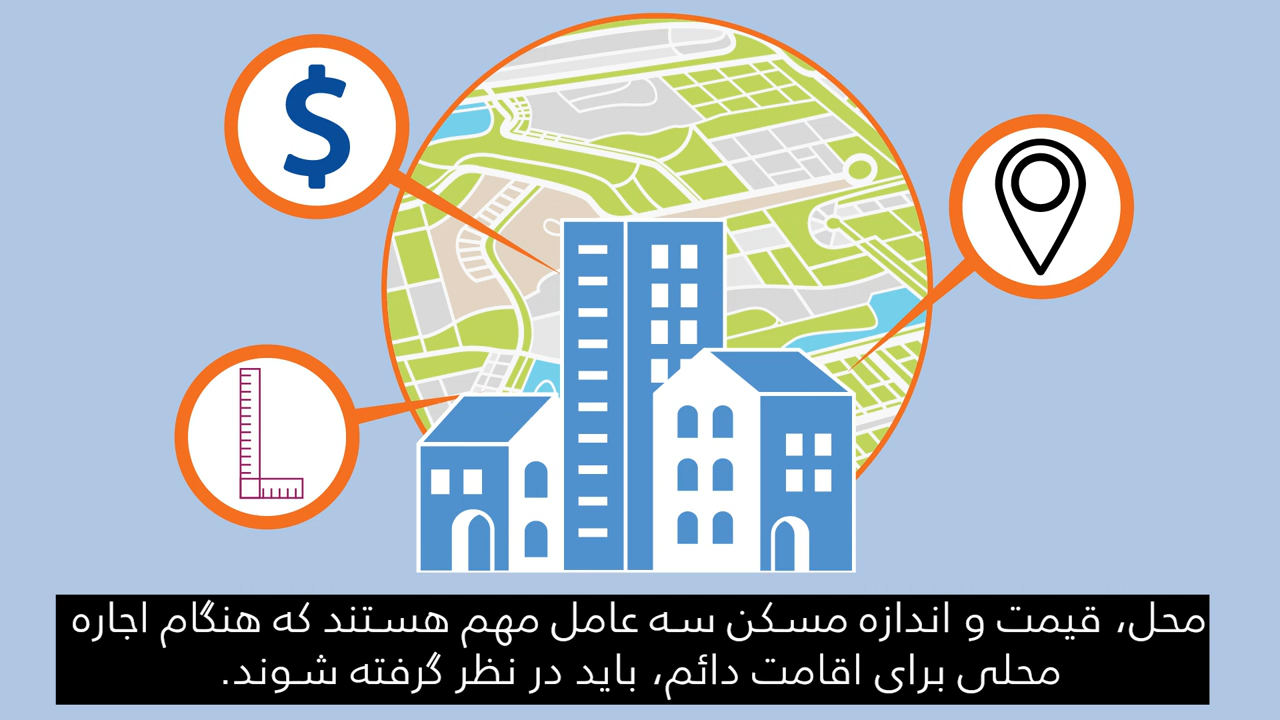 $
محل، قیمت و اندازه مسکن سه عامل مهم هستند که هنگام اجاره
محلی برای اقامت دائم، باید در نظر گرفته شوند.